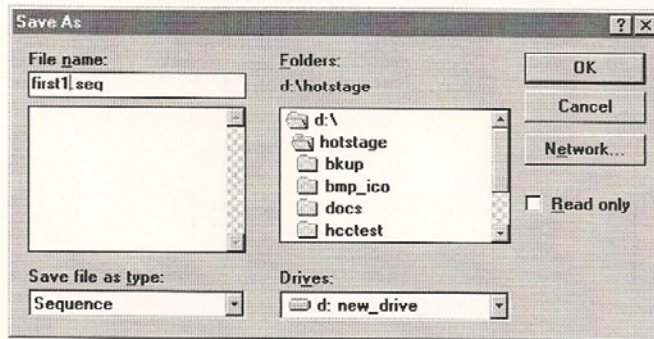 Save As
File name:
first1.seq
Folders:
d:\hotstage
d:\
hotstage
bkup
bmp_ico
docs
hcctest
OK
Cancel
Network...
Read only
Save file as type:
Sequence
Drives:
d: new_drive